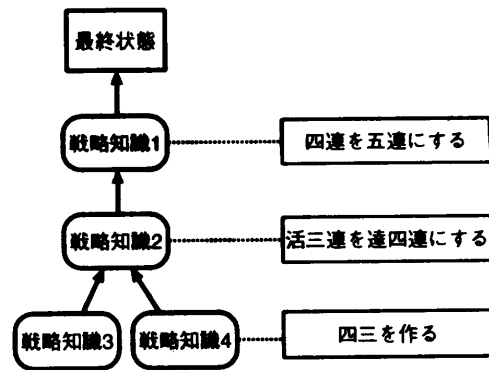 最終状態
戦略知識1
四連を五連にする
戦略知識2
活三連を達四連にする
戦略知識3
戦略知識4
四三を作る